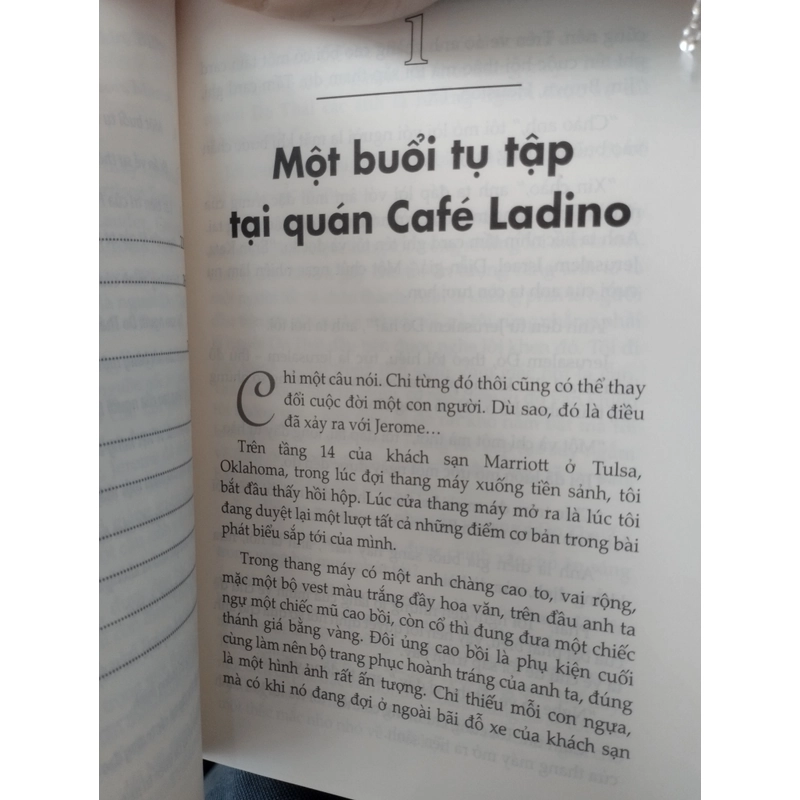 1
Một buổi tụ tập
tại quán Café Ladino
Chỉ một câu nói. Chỉ từng đó thôi cũng có thể thay
đổi cuộc đời một con người. Dù sao, đó là điều
đã xảy ra với Jerome...
Trên tầng 14 của khách sạn Marriott ở Tulsa,
Oklahoma, trong lúc đợi thang máy xuống tiền sảnh, tôi
bắt đầu thấy hồi hộp. Lúc cửa thang máy mở ra là lúc tôi
đang duyệt lại một lượt tất cả những điểm cơ bản trong bài
phát biểu sắp tới của mình.
Trong thang máy có một anh chàng cao to, vai rộng,
mặc một bộ vest màu trắng đầy hoa văn, trên đầu anh ta
ngự một chiếc mũ cao bồi, còn cổ thì đung đưa một chiếc
thánh giá bằng vàng. Đôi ủng cao bồi là phụ kiện cuối
cùng làm nên bộ trang phục hoành tráng của anh ta, đúng
là một hình ảnh rất ấn tượng. Chỉ thiếu mỗi con ngựa,
mà có khi nó đang đợi ở ngoài bãi đỗ xe của khách sạn